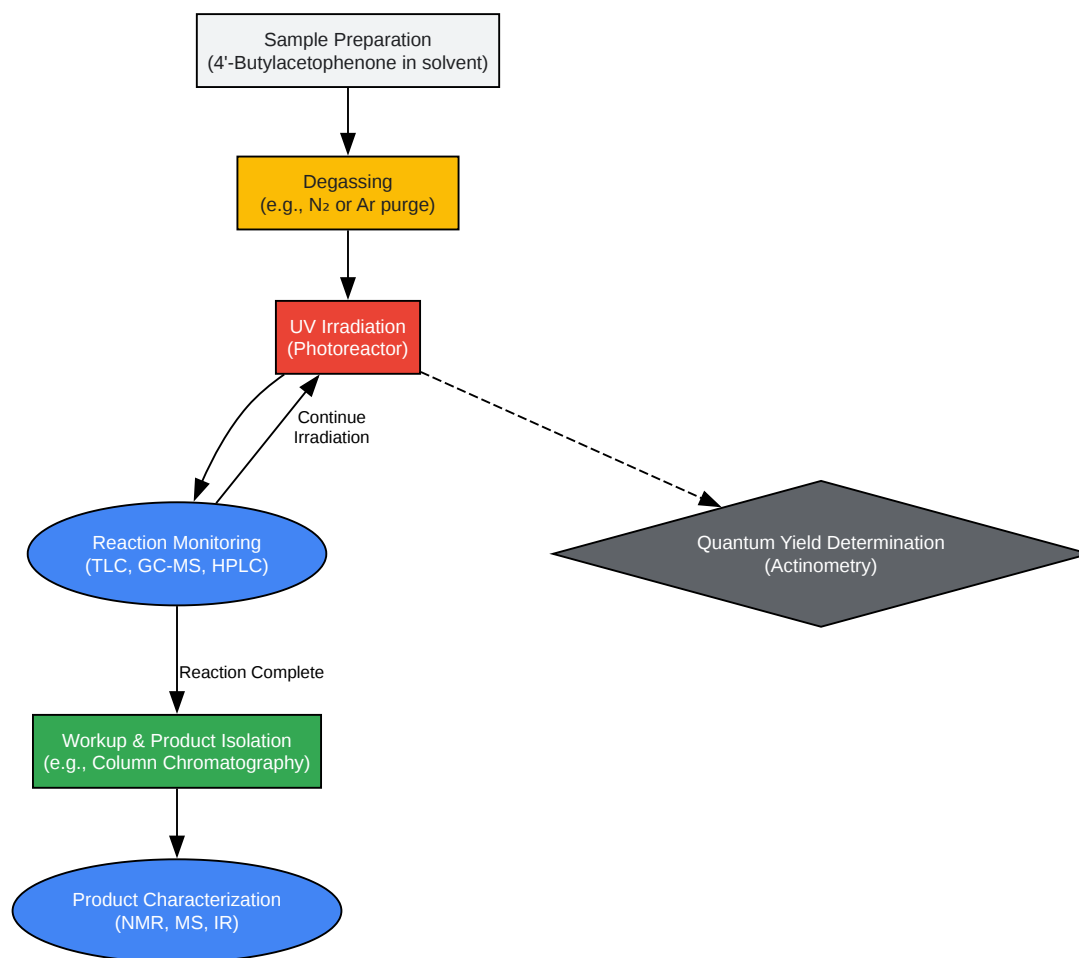 Sample Preparation
(4'-Butylacetophenone in solvent)
Degassing
(e.g., N₂ or Ar purge)
UV Irradiation
(Photoreactor)
Continue
Irradiation
Reaction Monitoring
(TLC, GC-MS, HPLC)
Quantum Yield Determination
(Actinometry)
Reaction Complete
Workup & Product Isolation
(e.g., Column Chromatography)
Product Characterization
(NMR, MS, IR)